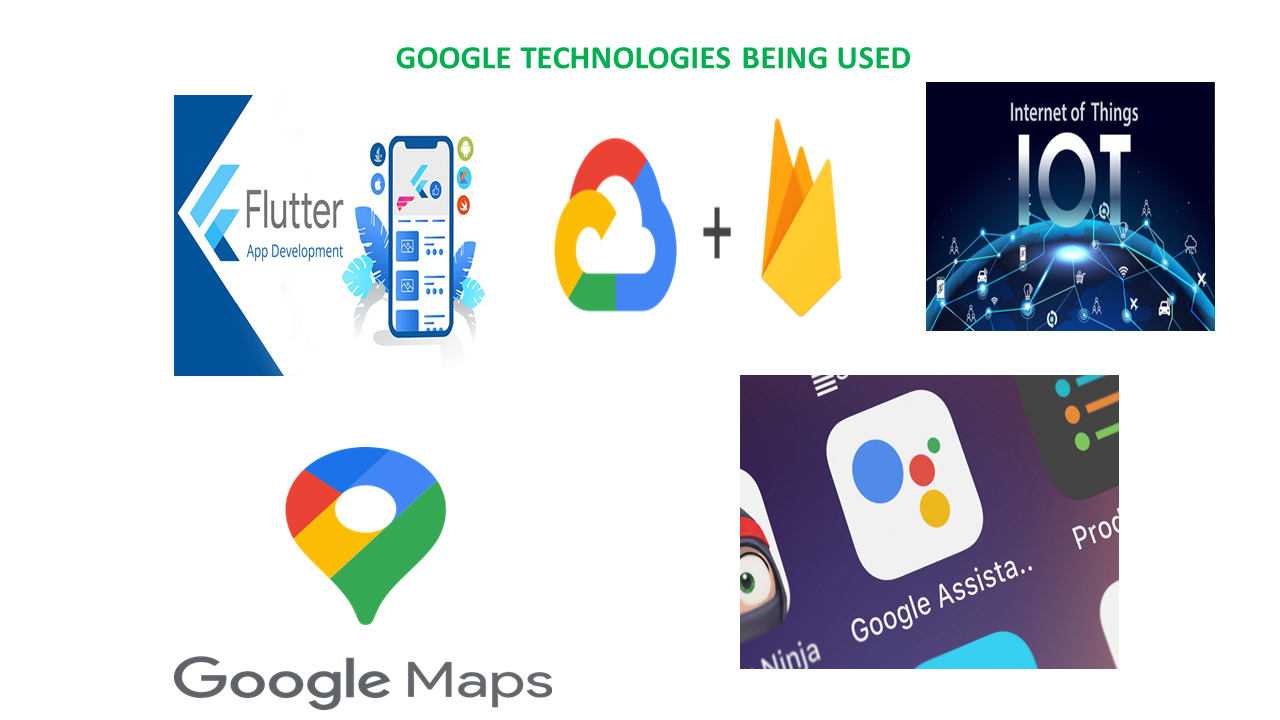 GOOGLE TECHNOLOGIES BEING USED
Flutter
App Development
Internet of Things
IOT
Google Maps
Google Assista..
Prod
Ninja